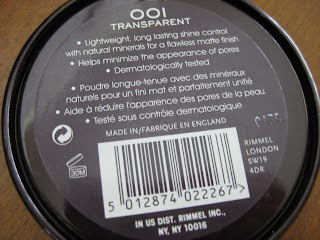 001
TRANSPARENT
• Lightweight, long lasting shine control
with natural minerals for a flawless matte finish
• Helps minimize the appearance of pores
• Dermatologically tested
• Poudre longue-tenue avec des minéraux
naturels pour un fini mat et parfaitement unifié
• Aide à réduire l'apparence des pores de la peau
• Testé sous contrôle dermatologique
MADE IN/FABRIQUE EN ENGLAND
30M
RIMMEL
LONDON
SW19
4DR
5 012874 022267 >
IN US DIST. RIMMEL INC.,
NY, NY 10016